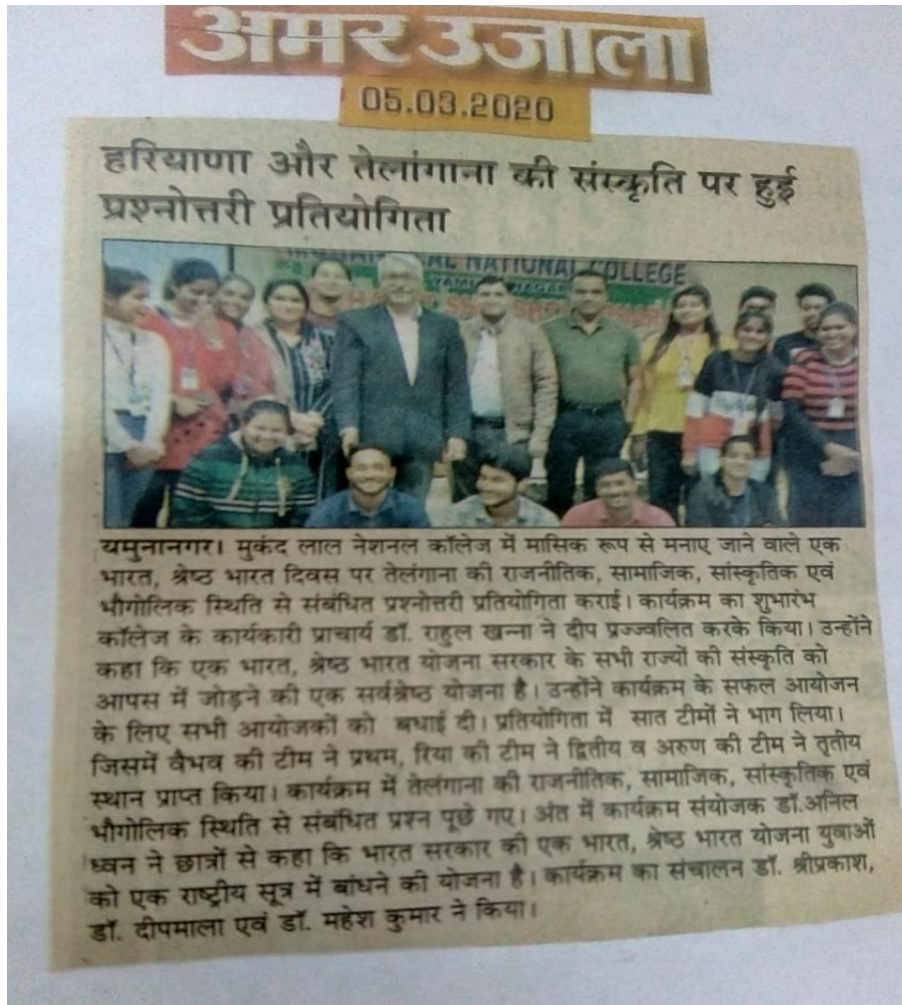 अमर उजाला
05.03.2020
हरियाणा और तेलांगाना की संस्कृति पर हुई
प्रश्नोत्तरी प्रतियोगिता
NATIONAL COLLEGE
यमुनानगर। मुकंद लाल नेशनल कॉलेज में मासिक रूप से मनाए जाने वाले एक
भारत, श्रेष्ठ भारत दिवस पर तेलंगाना की राजनीतिक, सामाजिक, सांस्कृतिक एवं
भौगोलिक स्थिति से संबंधित प्रश्नोत्तरी प्रतियोगिता कराई। कार्यक्रम का शुभारंभ
कॉलेज के कार्यकारी प्राचार्य डॉ. राहुल खन्ना ने दीप प्रज्ज्वलित करके किया। उन्होंने
कहा कि एक भारत, श्रेष्ठ भारत योजना सरकार के सभी राज्यों की संस्कृति को
आपस में जोड़ने की एक सर्वश्रेष्ठ योजना है। उन्होंने कार्यक्रम के सफल आयोजन
के लिए सभी आयोजकों को बधाई दी। प्रतियोगिता में सात टीमों ने भाग लिया।
जिसमें वैभव की टीम ने प्रथम, रिया की टीम ने द्वितीय व अरुण की टीम ने तृतीय
स्थान प्राप्त किया। कार्यक्रम में तेलंगाना की राजनीतिक, सामाजिक, सांस्कृतिक एवं
भौगोलिक स्थिति से संबंधित प्रश्न पूछे गए। अंत में कार्यक्रम संयोजक डॉ.अनिल
ध्वन ने छात्रों से कहा कि भारत सरकार की एक भारत, श्रेष्ठ भारत योजना युवाओं
को एक राष्ट्रीय सूत्र में बांधने की योजना है। कार्यक्रम का संचालन डॉ. श्रीप्रकाश,
डॉ. दीपमाला एवं डॉ. महेश कुमार ने किया।